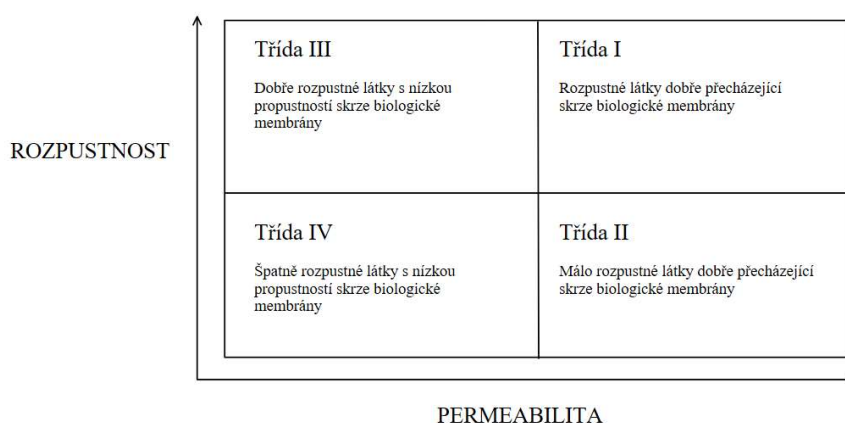 Třída III
Dobře rozpustné látky s nízkou
propustností skrze biologické
membrány
Třída I
Rozpustné látky dobře přecházející
skrze biologické membrány
ROZPUSTNOST
Třída IV
Špatně rozpustné látky s nízkou
propustností skrze biologické
membrány
Třída II
Málo rozpustné látky dobře přecházející
skrze biologické membrány
PERMEABILITA